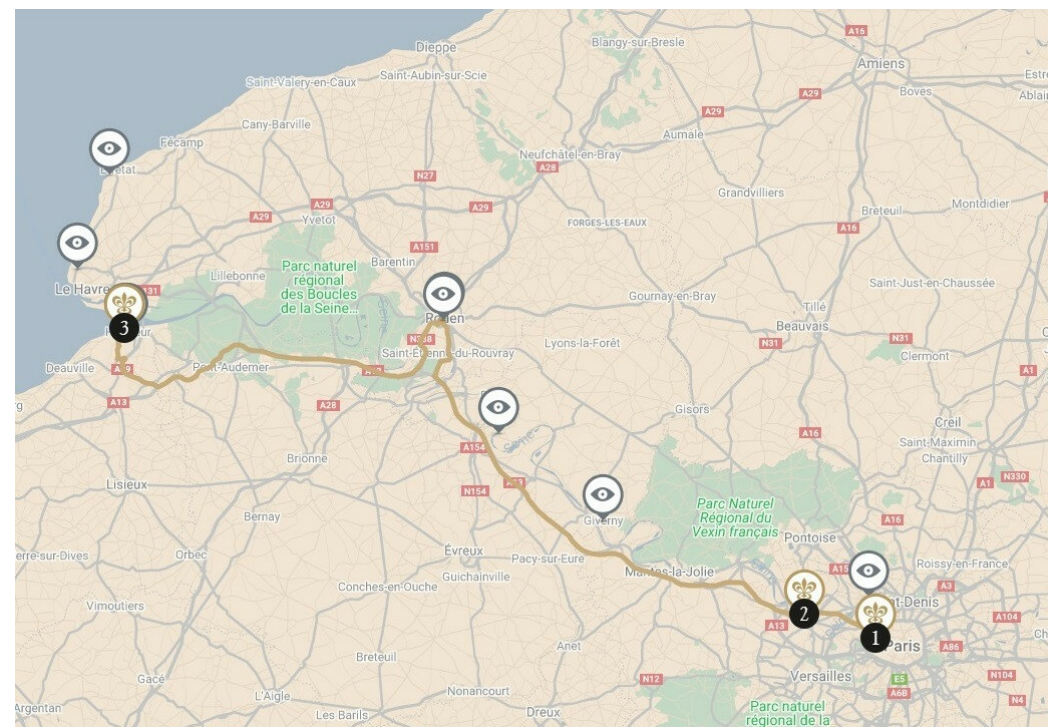 Dieppe
Blangy-sur-Bresle
A16
Amiens
Saint-Valery-en-Caux
Saint-Aubin-sur-Scie
Boves
A29
A29
Cany-Barville
Fécamp
Aumale
Neufchâtel-en-Bray
A28
N27
Grandvilliers
A29
A29
Yvetot
FORGES-LES-EAUX
Breteuil
Montdidier
A16
A151
Barentin
Lillebonne
Parc naturel
régional
des Boucles
de la Seine...
Seine
Gournay-en-Bray
Saint-Just-en-Chaussée
Tillé
Beauvais
3
Saint-Étienne-du-Rouvray
Lyons-la-Forêt
N31
N31
Clermont
Deauville
Pont-Audemer
A1
A13
A28
Gisors
A16
Creil
Saint-Maximin
Chantilly
A154
Seine
Brionne
Lisieux
N154
A1
N330
Bernay
Giverny
Parc Naturel
Régional du
Vexin français
A16
Pontoise
Orbec
Évreux
Pacy-sur-Eure
Mantes-la-Jolie
Roissy-en-France
Guichainville
Conches-en-Ouche
A3
Vimoutiers
2
A13
1
A104
Paris
A86
Anet
Breteuil
Versailles
E5
N12
N104
Gacé
A6B
L'Aigle
Nonancourt
N4
Argentan
Les Barils
Dreux
Parc naturel
régional de la